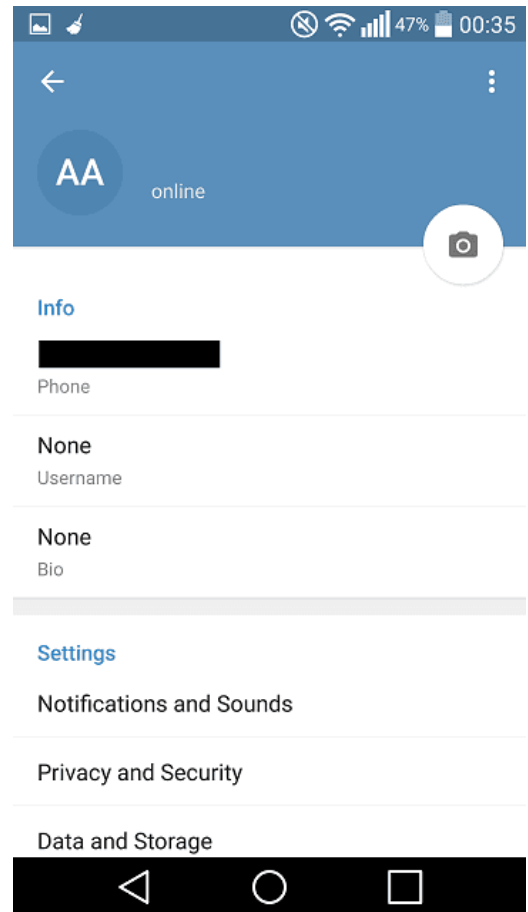 47% 00:35
AA
online
Info
Phone
None
Username
None
Bio
Settings
Notifications and Sounds
Privacy and Security
Data and Storage